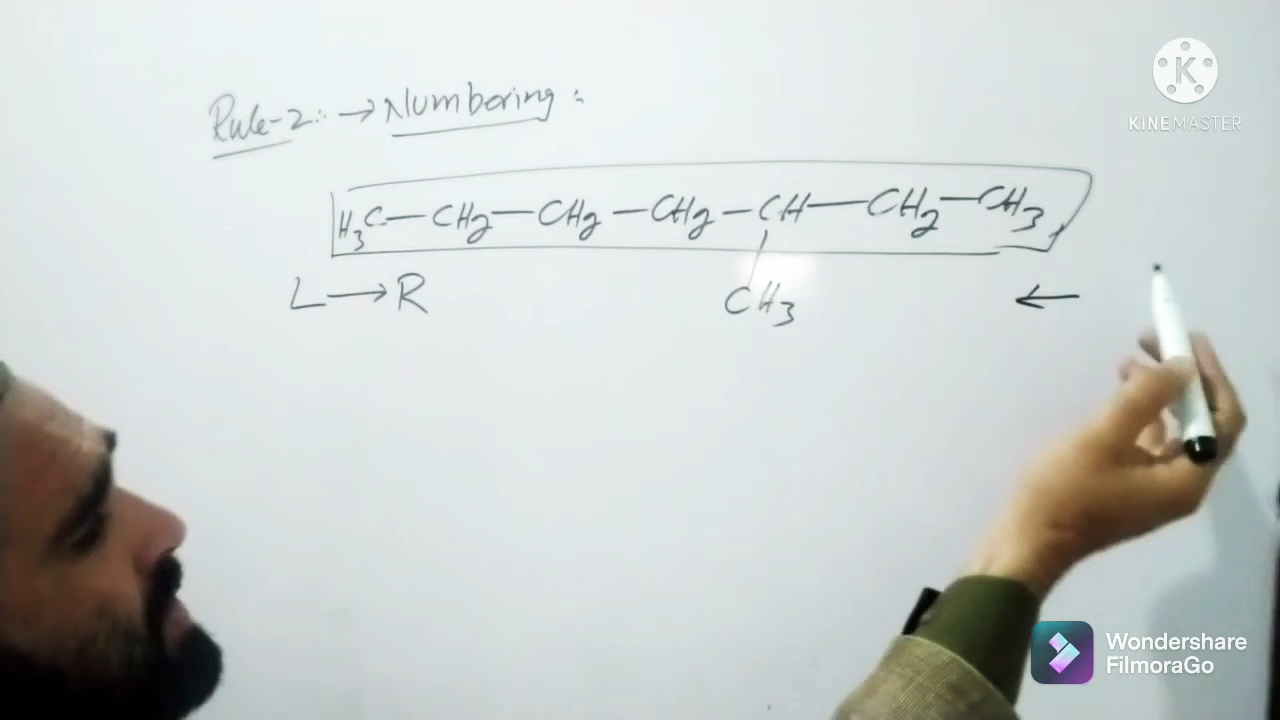 Rule-2:. → Numbering:
H3C—CH2—CH2—CH2—CH—CH2—CH3
L→R
CH3
←
KINEMASTER
Wondershare
FilmoraGo